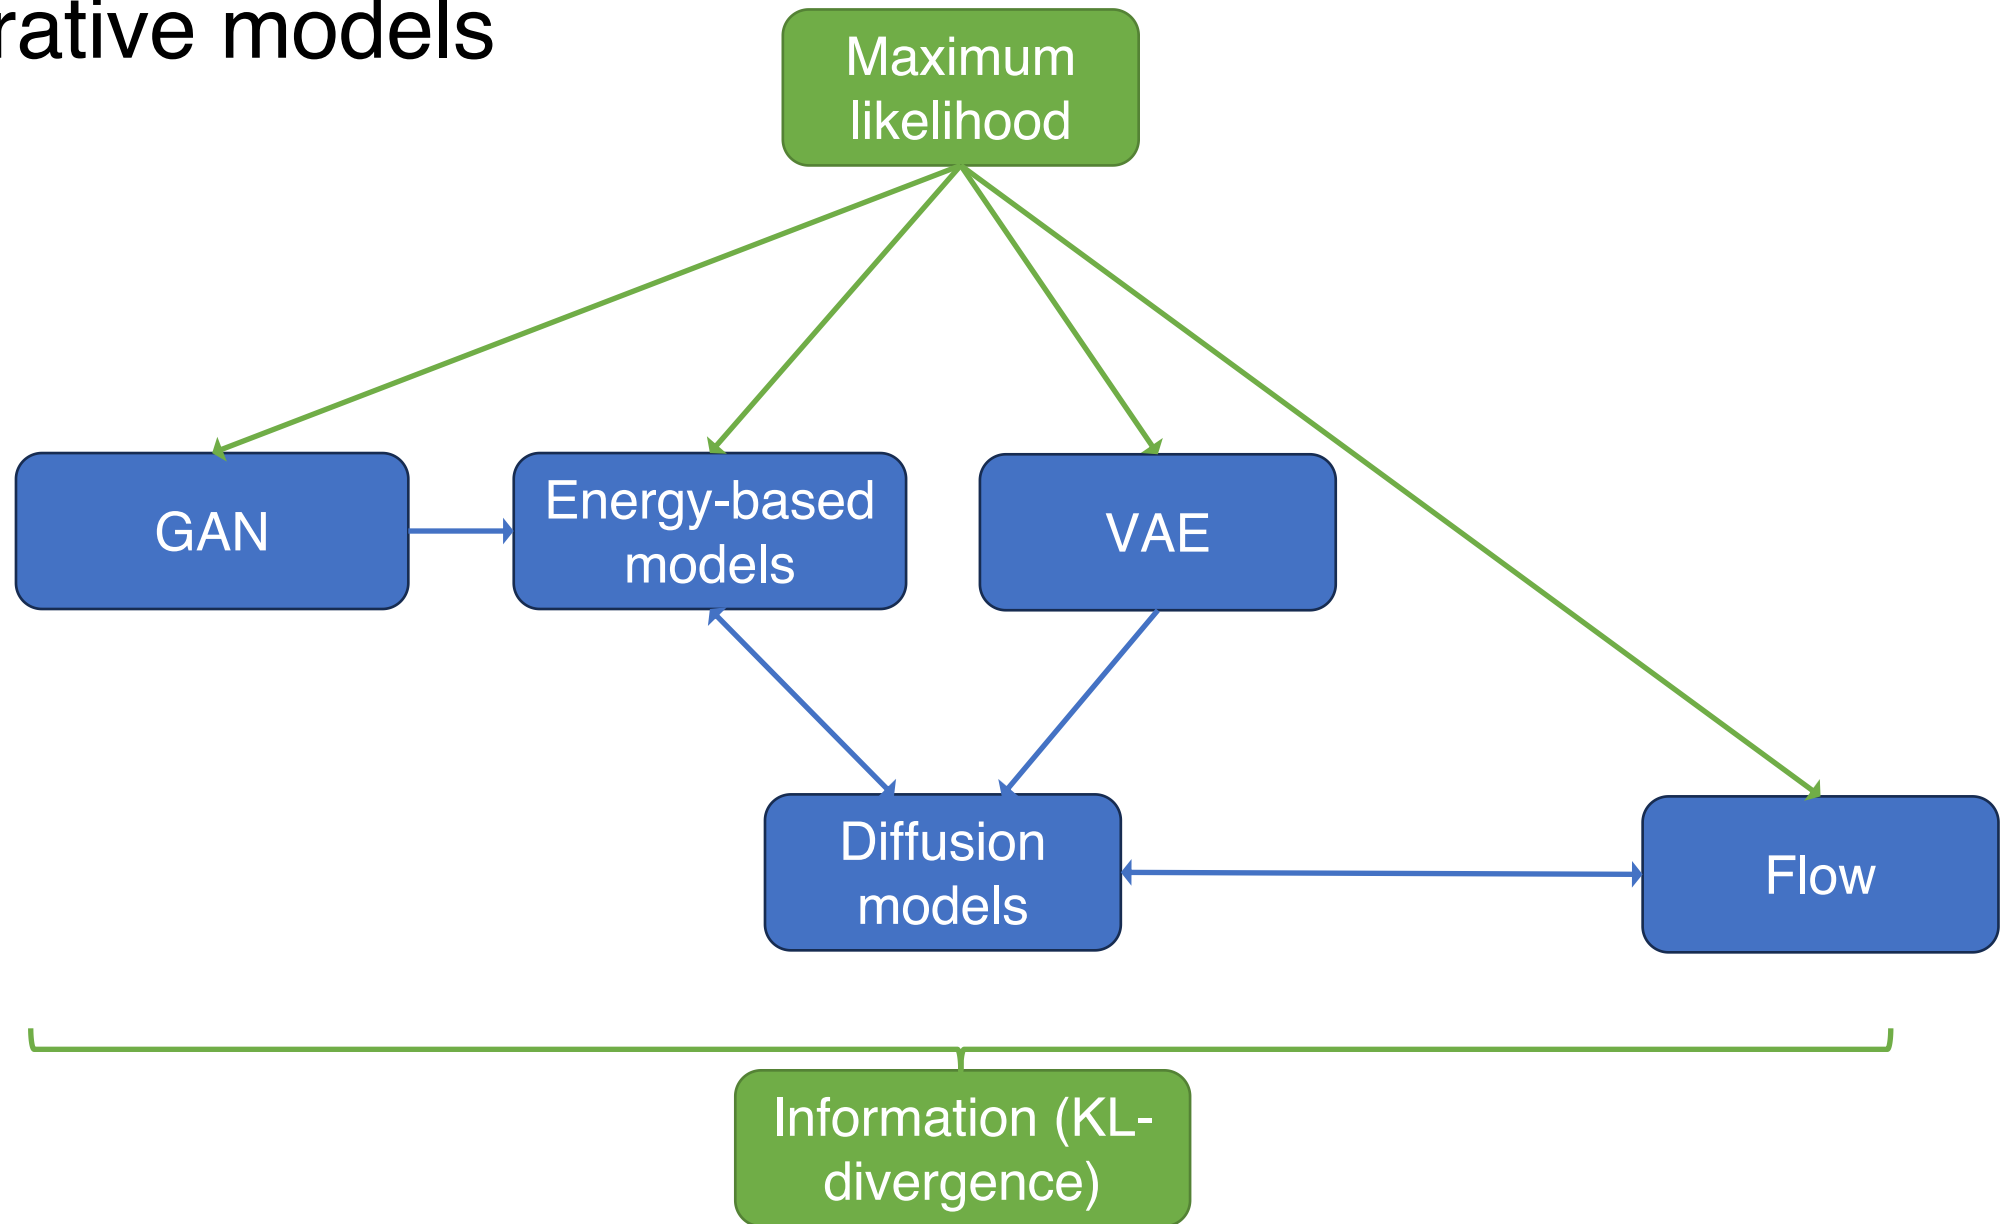 rative models
Maximum
likelihood
GAN
Energy-based
models
VAE
Diffusion
models
Flow
Information (KL-
divergence)